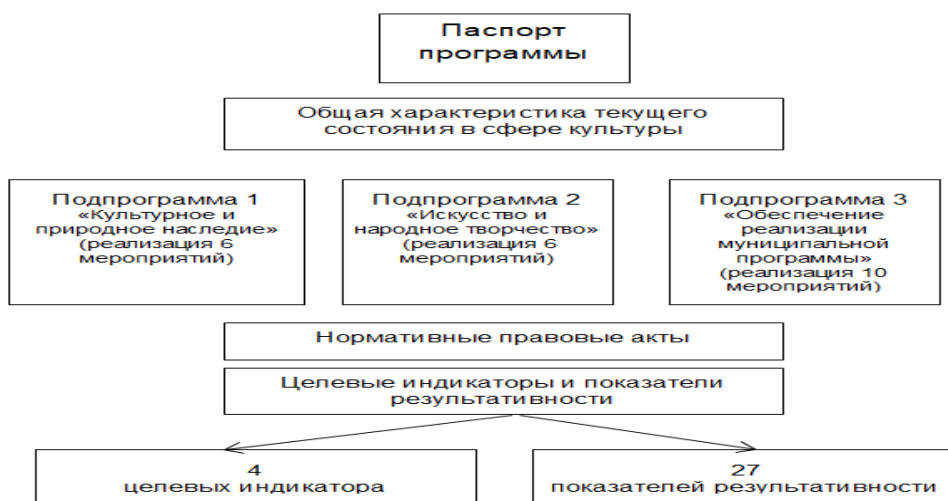 Паспорт
программы
Общая характеристика текущего
состояния в сфере культуры
Подпрограмма 1
«Культурное и
природное наследие»
(реализация 6
мероприятий)
Подпрограмма 2
«Искусство и
народное творчество»
(реализация 6
мероприятий)
Подпрограмма 3
«Обеспечение
реализации
муниципальной
программы»
(реализация 10
мероприятий)
Нормативные правовые акты
Целевые индикаторы и показатели
результативности
4
целевых индикатора
27
показателей результативности